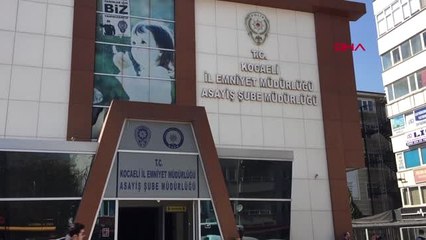 BİZ
DHA
T.C.
KOCAELİ
İL EMNİYET MÜDÜRLÜĞÜ
ASAYİŞ ŞUBE MÜDÜRLÜĞÜ
T.C.
KOCAELİ İL EMNİYET MÜDÜRLÜĞÜ
ASAYİŞ ŞUBE MÜDÜRLÜĞÜ